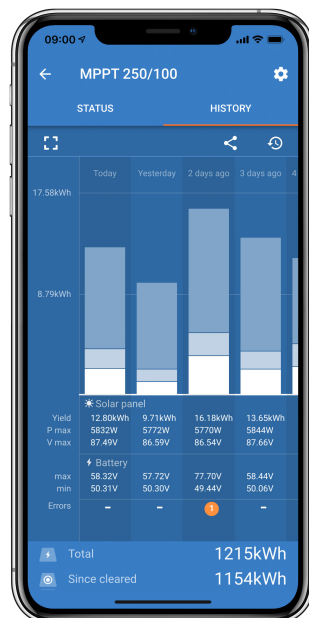 09:00
MPPT 250/100
STATUS HISTORY
Today Yesterday 2 days ago 3 days ago 4
17.58kWh
8.79kWh
Solar panel
Yield 12.80kWh 9.71kWh 16.18kWh 13.65kWh
P max 5832W 5772W 5770W 5844W
V max 87.49V 86.59V 86.54V 87.66V
Battery
max 58.32V 57.72V 77.70V 58.44V
min 50.31V 50.30V 49.44V 50.06V
Errors - - 1 -
Total 1215kWh
Since cleared 1154kWh